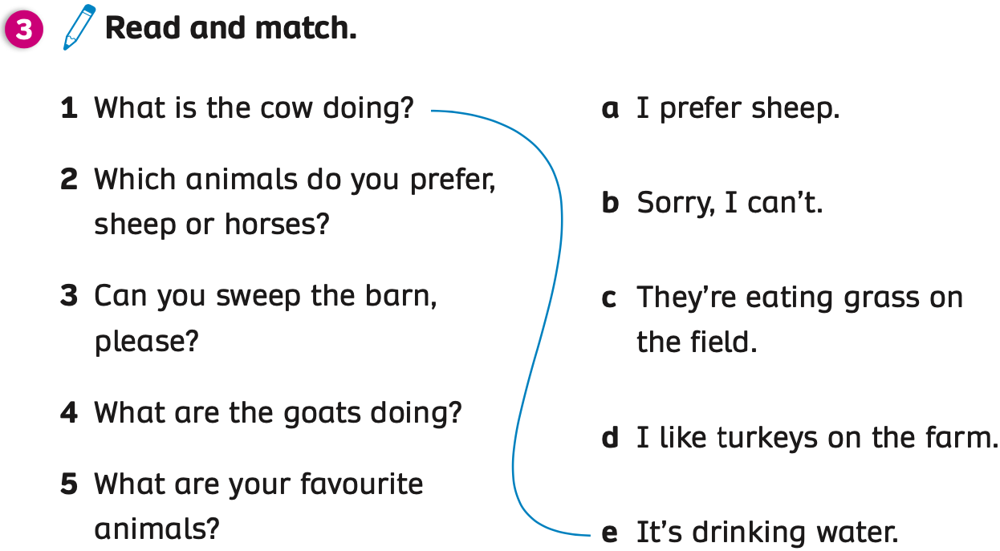 3 Read and match.
1 What is the cow doing?
2 Which animals do you prefer,
sheep or horses?
3 Can you sweep the barn,
please?
4 What are the goats doing?
5 What are your favourite
animals?
a I prefer sheep.
b Sorry, I can't.
c They're eating grass on
the field.
d I like turkeys on the farm.
e It's drinking water.